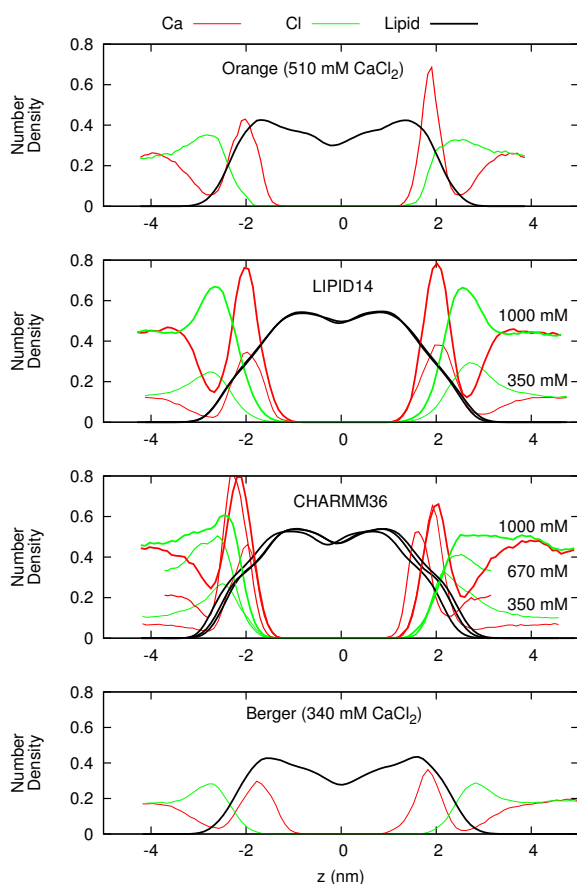 Ca Cl Lipid
Orange (510 mM CaCl₂)
Number
Density
0.8
0.6
0.4
0.2
0
-4 -2 0 2 4
LIPID14
1000 mM
350 mM
Number
Density
0.8
0.6
0.4
0.2
0
-4 -2 0 2 4
CHARMM36
1000 mM
670 mM
350 mM
Number
Density
0.8
0.6
0.4
0.2
0
-4 -2 0 2 4
Berger (340 mM CaCl₂)
Number
Density
0.8
0.6
0.4
0.2
0
-4 -2 0 2 4
z (nm)